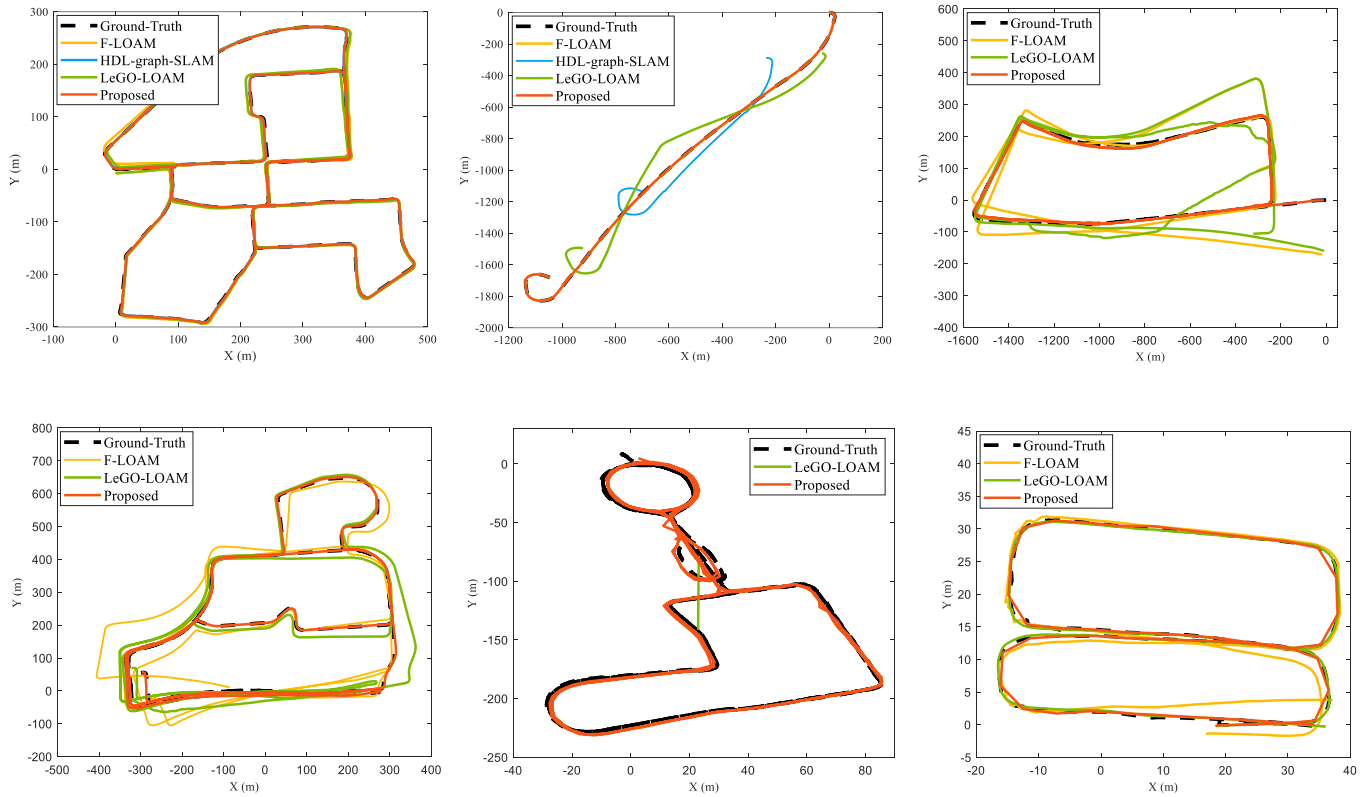 Ground-Truth
F-LOAM
HDL-graph-SLAM
LeGO-LOAM
Proposed
300
200
100
0
-100
-200
-300
Y (m)
-100 0 100 200 300 400 500
X (m)
Ground-Truth
F-LOAM
HDL-graph-SLAM
LeGO-LOAM
Proposed
0
-200
-400
-600
-800
-1000
-1200
-1400
-1600
-1800
-2000
Y (m)
-1200 -1000 -800 -600 -400 -200 0 200
X (m)
Ground-Truth
F-LOAM
LeGO-LOAM
Proposed
600
500
400
300
200
100
0
-100
-200
-300
-400
Y (m)
-1600 -1400 -1200 -1000 -800 -600 -400 -200 0
X (m)
Ground-Truth
F-LOAM
LeGO-LOAM
Proposed
800
700
600
500
400
300
200
100
0
-100
-200
Y (m)
-500 -400 -300 -200 -100 0 100 200 300 400
X (m)
Ground-Truth
LeGO-LOAM
Proposed
0
-50
-100
-150
-200
-250
Y (m)
-40 -20 0 20 40 60 80
X (m)
Ground-Truth
F-LOAM
LeGO-LOAM
Proposed
45
40
35
30
25
20
15
10
5
0
-5
Y (m)
-20 -10 0 10 20 30 40
X (m)